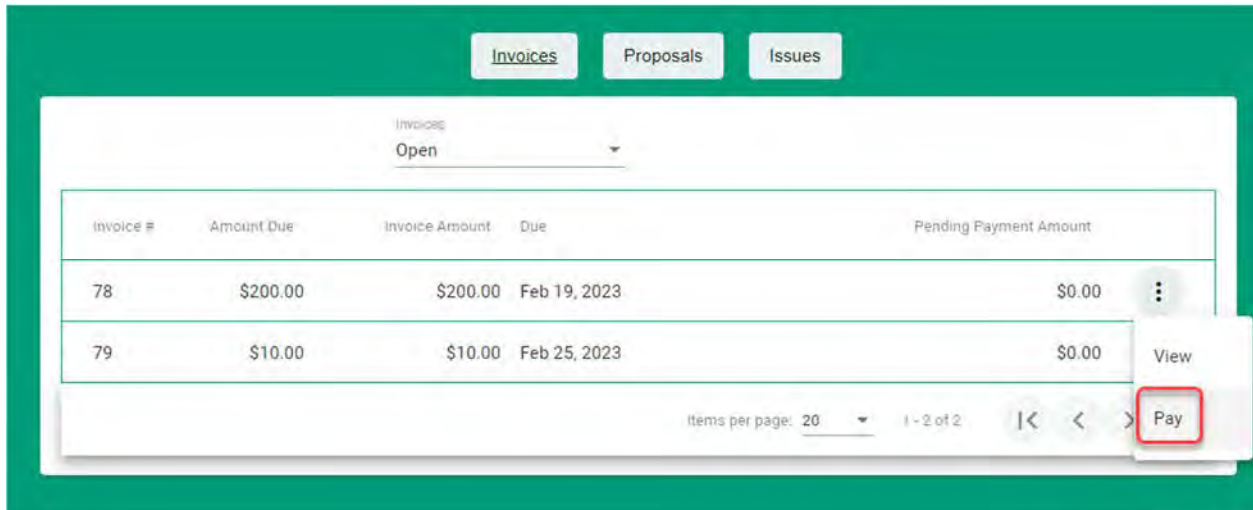 Invoices Proposals Issues
Invoices
Open
Invoice # Amount Due Invoice Amount Due Pending Payment Amount
78 $200.00 $200.00 Feb 19, 2023 $0.00
79 $10.00 $10.00 Feb 25, 2023 $0.00
View
Items per page: 20 1 - 2 of 2
Pay